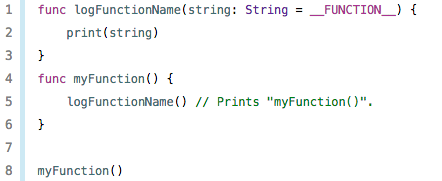 1 func logFunctionName(string: String = __FUNCTION__) {
2     print(string)
3 }
4 func myFunction() {
5     logFunctionName() // Prints "myFunction()".
6 }
7
8 myFunction()